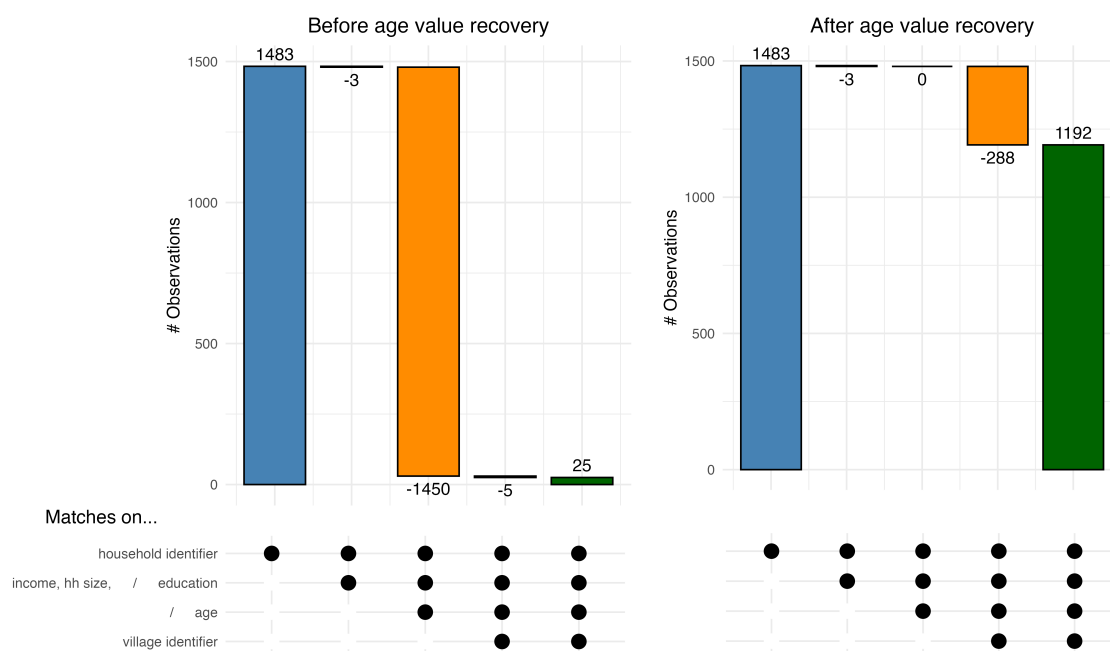 Before age value recovery
After age value recovery
# Observations
1500
1000
500
0
1483
-3
-1450
-5
25
# Observations
1500
1000
500
0
1483
-3
0
-288
1192
Matches on...
household identifier
income, hh size, / education
/ age
village identifier